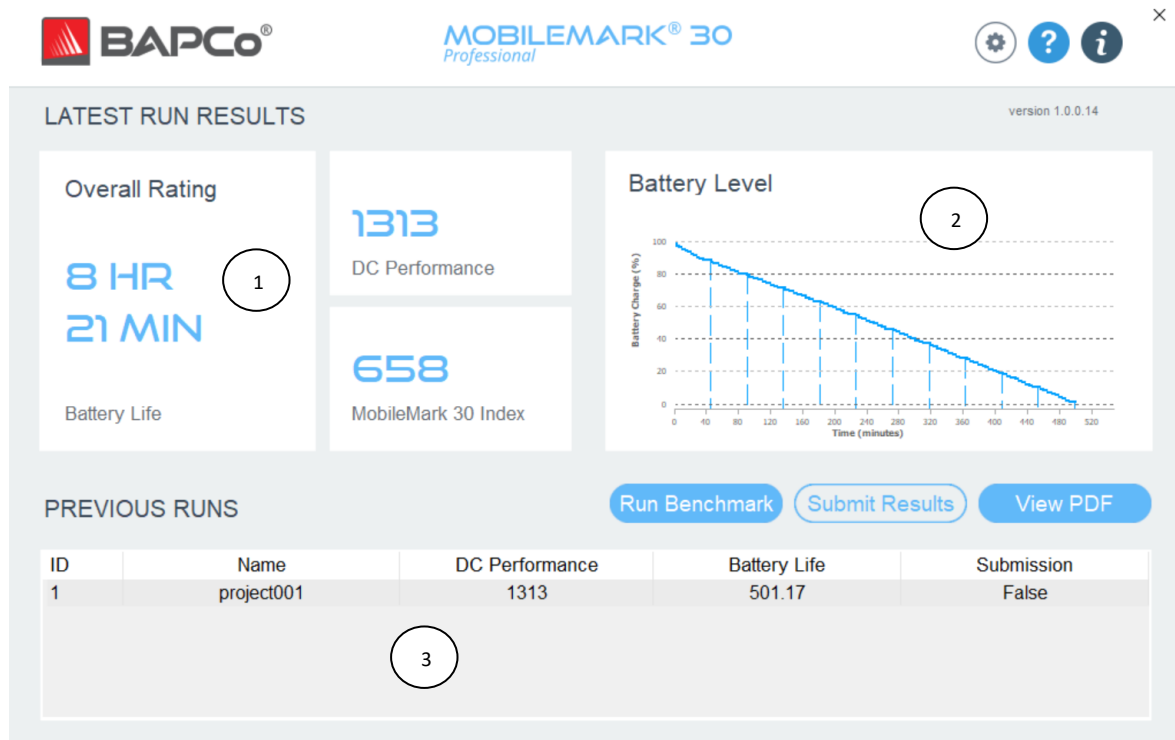 BAPCo®
MOBILEMARK® 30
Professional
?
i
×
LATEST RUN RESULTS
version 1.0.0.14
Overall Rating
8 HR
21 MIN
1
Battery Life
1313
DC Performance
658
MobileMark 30 Index
Battery Level
2
Battery Charge (%)
100
80
60
40
20
0
0 40 80 120 160 200 240 280 320 360 400 440 480 520
Time (minutes)
PREVIOUS RUNS
Run Benchmark Submit Results View PDF
ID Name DC Performance Battery Life Submission
1 project001 1313 501.17 False
3